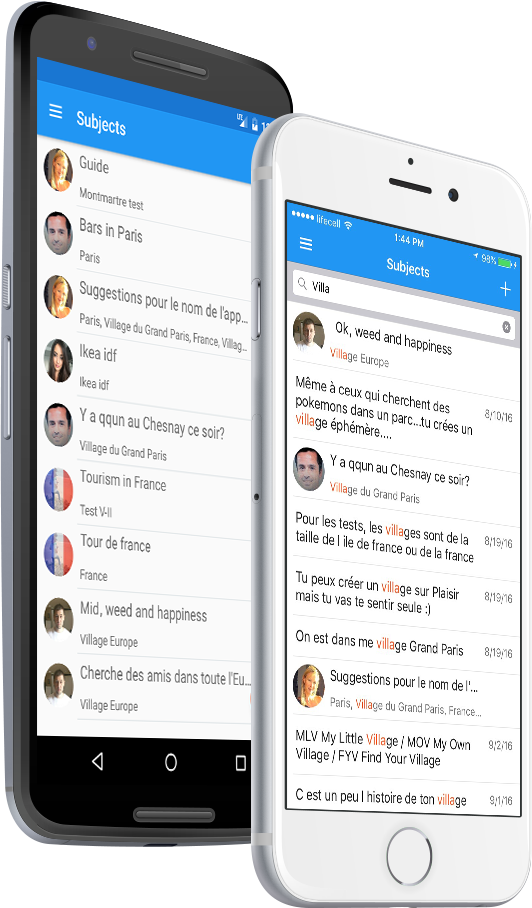 LTE
Subjects
Guide
Montmartre test
Bars in Paris
Paris
Suggestions pour le nom de l'app...
Paris, Village du Grand Paris, France, Villag...
Ikea idf
Ikea idf
Y a qqun au Chesnay ce soir?
Village du Grand Paris
Tourism in France
Test V-II
Tour de france
France
Mid, weed and happiness
Village Europe
Cherche des amis dans toute l'Eu...
Village Europe
lifecell
1:44 PM
98%
Subjects
Villa
Ok, weed and happiness
Village Europe
Même à ceux qui cherchent des
pokemons dans un parc...tu crées un
village éphémère....
8/10/16
Y a qqun au Chesnay ce soir?
Village du Grand Paris
Pour les tests, les villages sont de la
taille de l ile de france ou de la france
8/19/16
Tu peux créer un village sur Plaisir
mais tu vas te sentir seule :)
8/19/16
On est dans me village Grand Paris
8/19/16
Suggestions pour le nom de l'...
Paris, Village du Grand Paris, France...
MLV My Little Village / MOV My Own
Village / FYV Find Your Village
9/2/16
C est un peu l histoire de ton village
9/1/16